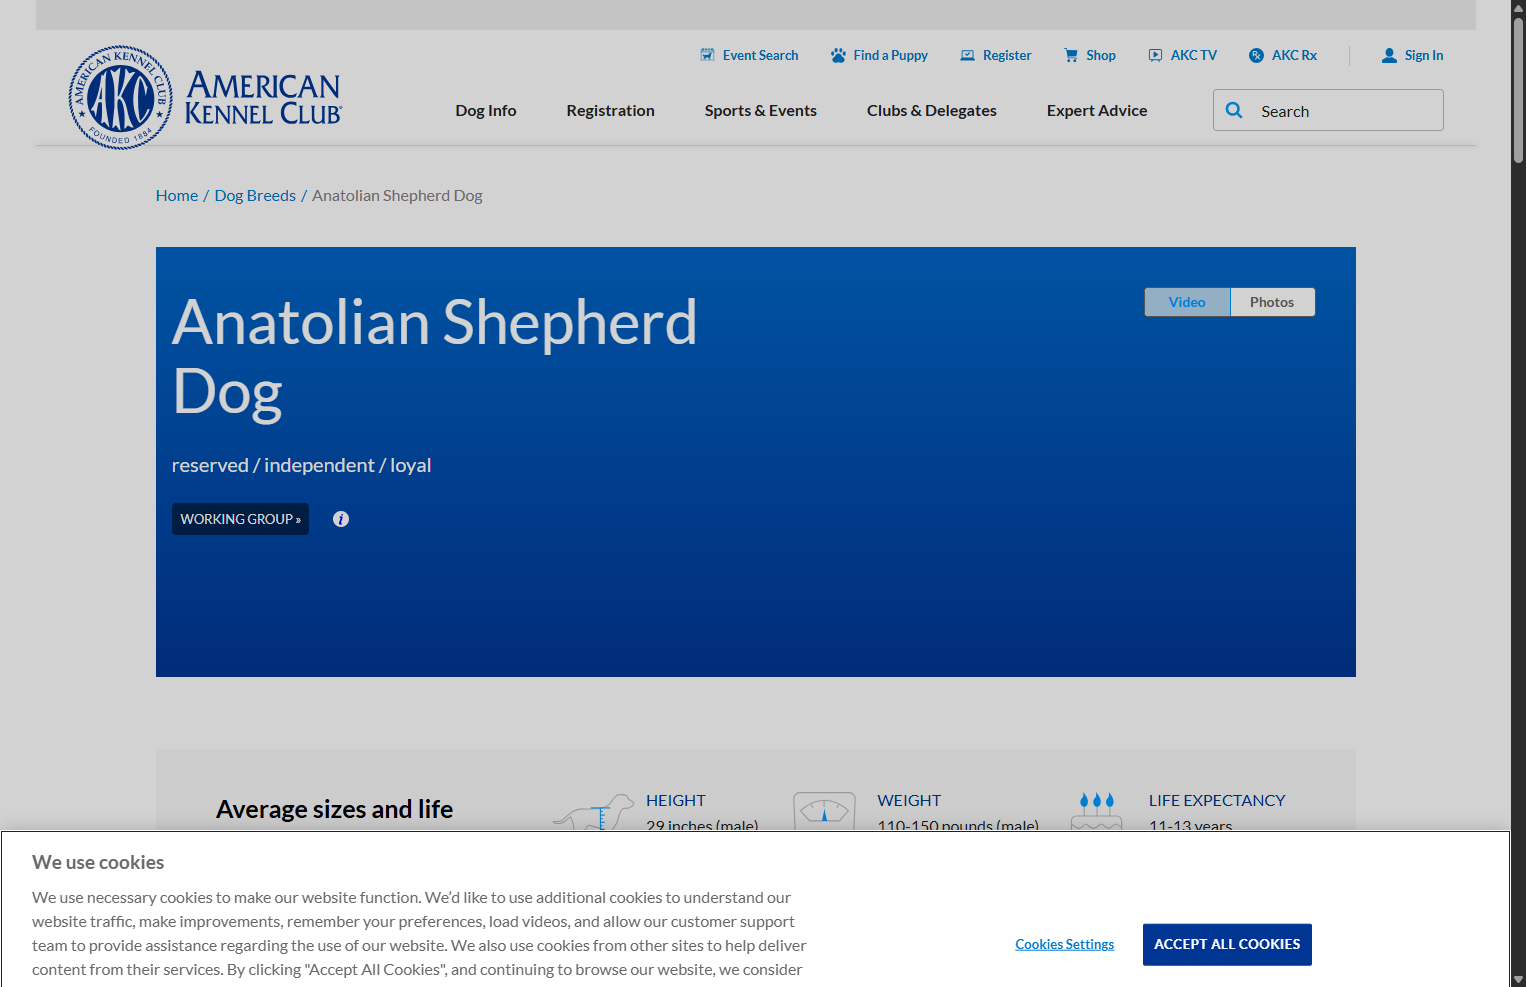 Event Search
Find a Puppy
Register
Shop
AKC TV
AKC Rx
Sign In
AMERICAN KENNEL CLUB
AKC
FOUNDED 1884
AMERICAN
KENNEL CLUB®
Dog Info
Registration
Sports & Events
Clubs & Delegates
Expert Advice
Search
Home / Dog Breeds / Anatolian Shepherd Dog
Anatolian Shepherd
Dog
Video
Photos
reserved / independent / loyal
WORKING GROUP »
i
Average sizes and life
HEIGHT
29 inches (male)
WEIGHT
110-150 pounds (male)
LIFE EXPECTANCY
11-13 years
We use cookies
We use necessary cookies to make our website function. We’d like to use additional cookies to understand our
website traffic, make improvements, remember your preferences, load videos, and allow our customer support
team to provide assistance regarding the use of our website. We also use cookies from other sites to help deliver
content from their services. By clicking "Accept All Cookies", and continuing to browse our website, we consider
Cookies Settings
ACCEPT ALL COOKIES